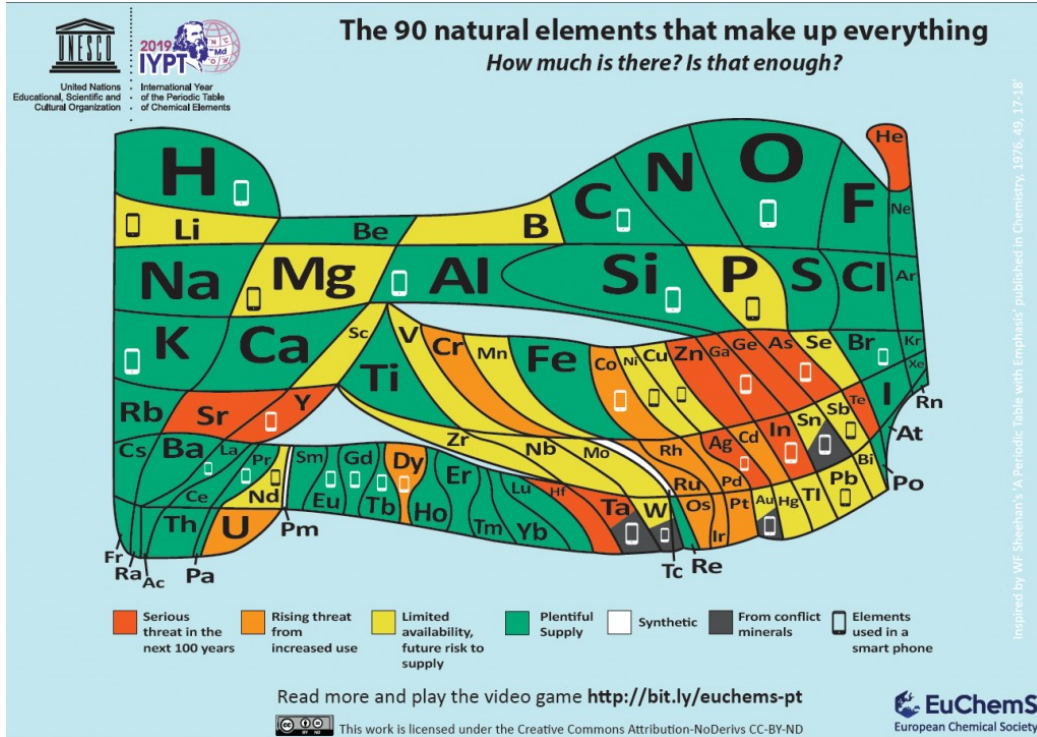 UNESCO
United Nations
Educational, Scientific and
Cultural Organization
2019
IYPT
Md
International Year
of the Periodic Table
of Chemical Elements
The 90 natural elements that make up everything
How much is there? Is that enough?
H
He
Li
Be
B
C
N
O
F
Ne
Na
Mg
Al
Si
P
S
Cl
Ar
K
Ca
Sc
Ti
V
Cr
Mn
Fe
Co
Ni
Cu
Zn
Ga
Ge
As
Se
Br
Kr
Rb
Sr
Y
Zr
Nb
Mo
Tc
Ru
Rh
Pd
Ag
Cd
In
Sn
Sb
Te
I
Xe
Cs
Ba
La
Ce
Pr
Nd
Pm
Sm
Eu
Gd
Tb
Dy
Ho
Er
Tm
Yb
Lu
Hf
Ta
W
Re
Os
Ir
Pt
Au
Hg
Tl
Pb
Bi
Po
At
Rn
Fr
Ra
Ac
Th
Pa
U
Serious
threat in the
next 100 years
Rising threat
from
increased use
Limited
availability,
future risk to
supply
Plentiful
Supply
Synthetic
From conflict
minerals
Elements
used in a
smart phone
Read more and play the video game http://bit.ly/euchems-pt
This work is licensed under the Creative Commons Attribution-NoDerivs CC-BY-ND
EuChemS
European Chemical Society
Inspired by WF Sheehan's 'A Periodic Table with Emphasis' published in Chemistry, 1976, 49, 17-18'